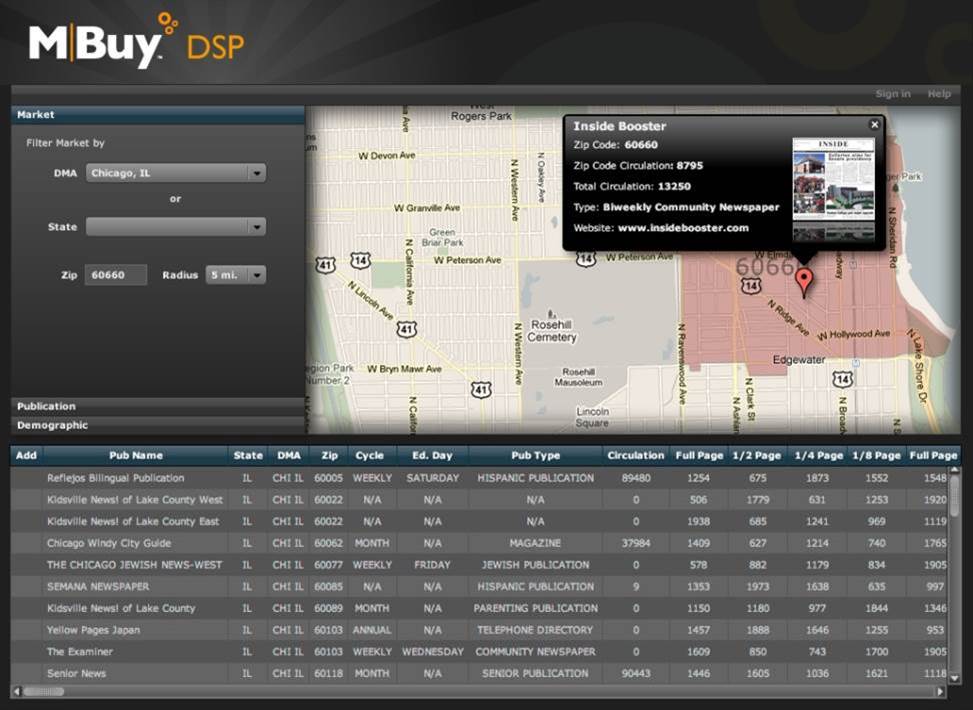 M|Buy™ DSP
Sign in Help
Market
Filter Market by
DMA Chicago, IL
or
State
Zip 60660 Radius 5 mi.
Publication
Demographic
West
Rogers Park
W Devon Ave
N Oakley Ave
N Western Ave
W Granville Ave
Green
Briar Park
N California Ave
W Peterson Ave
W Peterson Ave
41
14
14
N Lincoln Ave
41
Rosehill
Cemetery
N Western Ave
N Ravenswood Ave
Rosehill
Mausoleum
W Bryn Mawr Ave
41
Number 2
Lincoln
Square
14
N Ridge Ave
W Hollywood Ave
Edgewater
14
N Clark St
N Lake Shore Dr
N Sheridan Rd
Inside Booster
Zip Code: 60660
Zip Code Circulation: 8795
Total Circulation: 13250
Type: Biweekly Community Newspaper
Website: www.insidebooster.com
INSIDE
Add Pub Name State DMA Zip Cycle Ed. Day Pub Type Circulation Full Page 1/2 Page 1/4 Page 1/8 Page Full Page
Reflejos Bilingual Publication IL CHI IL 60005 WEEKLY SATURDAY HISPANIC PUBLICATION 89480 1254 675 1873 1552 1548
Kidsville News! of Lake County West IL CHI IL 60022 N/A N/A N/A 0 506 1779 631 1253 1920
Kidsville News! of Lake County East IL CHI IL 60022 N/A N/A N/A 0 1938 685 1241 969 1119
Chicago Windy City Guide IL CHI IL 60062 MONTH N/A MAGAZINE 37984 1409 627 1214 740 1765
THE CHICAGO JEWISH NEWS-WEST IL CHI IL 60077 WEEKLY FRIDAY JEWISH PUBLICATION 0 578 882 1179 834 1905
SEMANA NEWSPAPER IL CHI IL 60085 N/A N/A HISPANIC PUBLICATION 9 1353 1973 1638 635 997
Kidsville News! of Lake County IL CHI IL 60089 MONTH N/A PARENTING PUBLICATION 0 1150 1180 977 1844 1346
Yellow Pages Japan IL CHI IL 60103 ANNUAL N/A TELEPHONE DIRECTORY 0 1457 1888 1646 1255 953
The Examiner IL CHI IL 60103 WEEKLY WEDNESDAY COMMUNITY NEWSPAPER 0 1609 850 743 1700 1905
Senior News IL CHI IL 60118 MONTH N/A SENIOR PUBLICATION 90443 1446 1605 1036 1621 1118